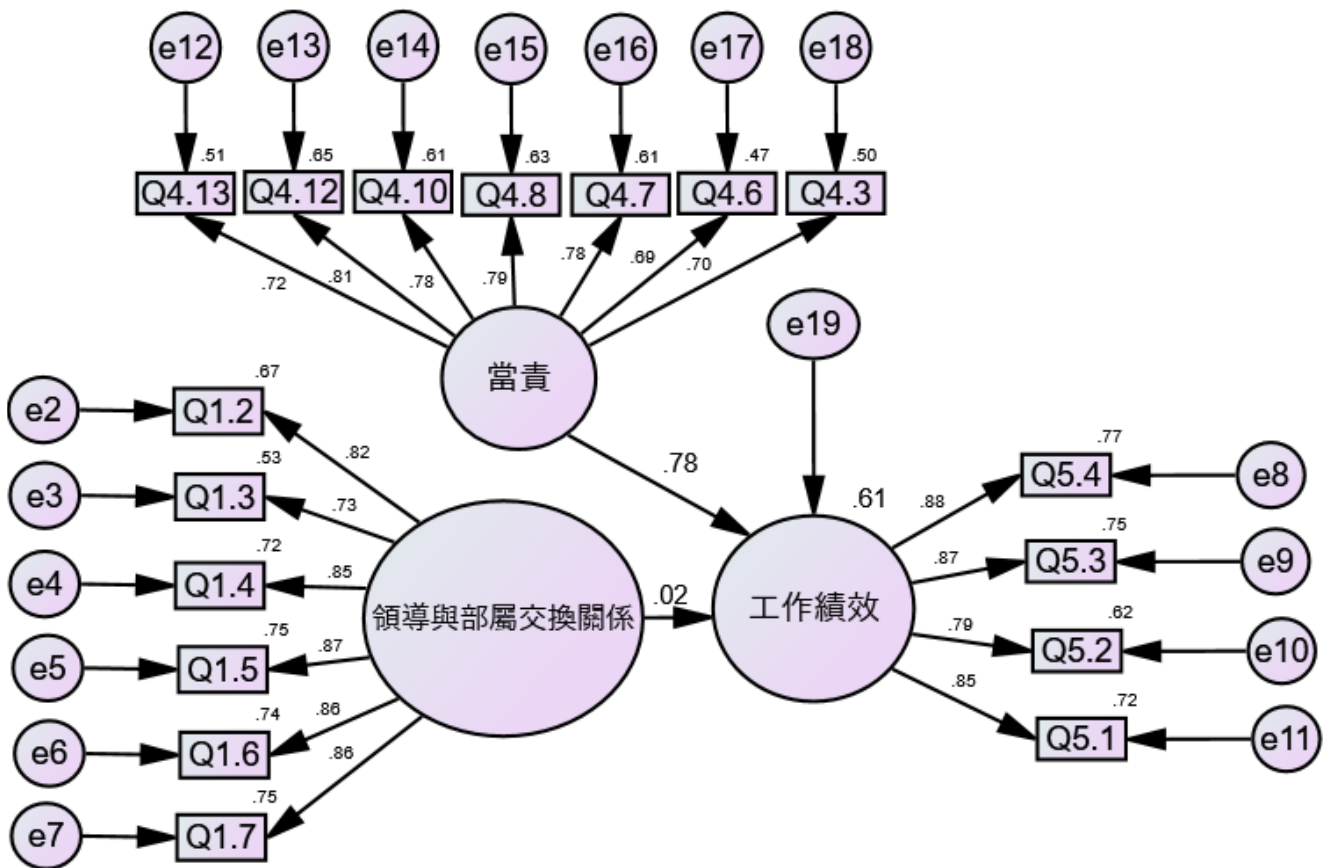 e12 e13 e14 e15 e16 e17 e18
.51 .65 .61 .63 .61 .47 .50
Q4.13 Q4.12 Q4.10 Q4.8 Q4.7 Q4.6 Q4.3
.72 .81 .78 .79 .78 .69 .70
當責
e19
.78
e2 Q1.2 .67 .82
e3 Q1.3 .53 .73
e4 Q1.4 .72 .85
e5 Q1.5 .75 .87
e6 Q1.6 .74 .86
e7 Q1.7 .75 .86
領導與部屬交換關係
.02
.61
工作績效
.88 Q5.4 .77 e8
.87 Q5.3 .75 e9
.79 Q5.2 .62 e10
.85 Q5.1 .72 e11